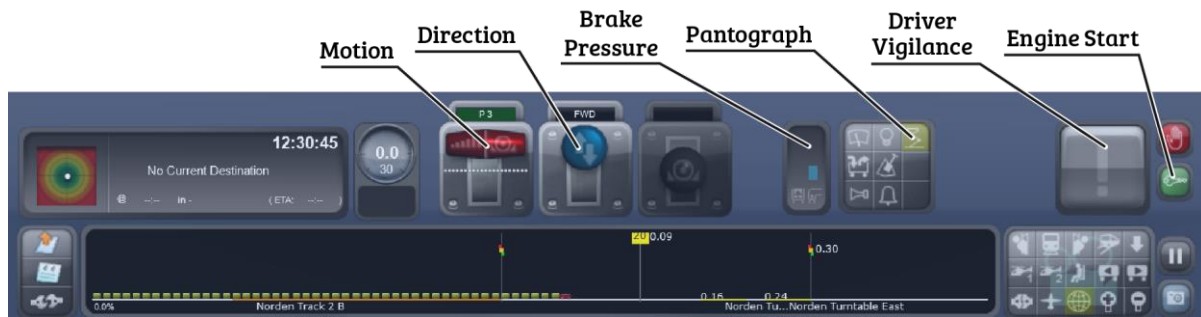 Motion
Direction
Brake
Pressure
Pantograph
Driver
Vigilance
Engine Start
12:30:45
No Current Destination
@ --:-- in - (ETA: --:-- )
0.0
30
P 3
FWD
20 0.09
0.30
0.16 0.24
0.0%
Norden Track 2 B
Norden Tu...Norden Turntable East
1
2